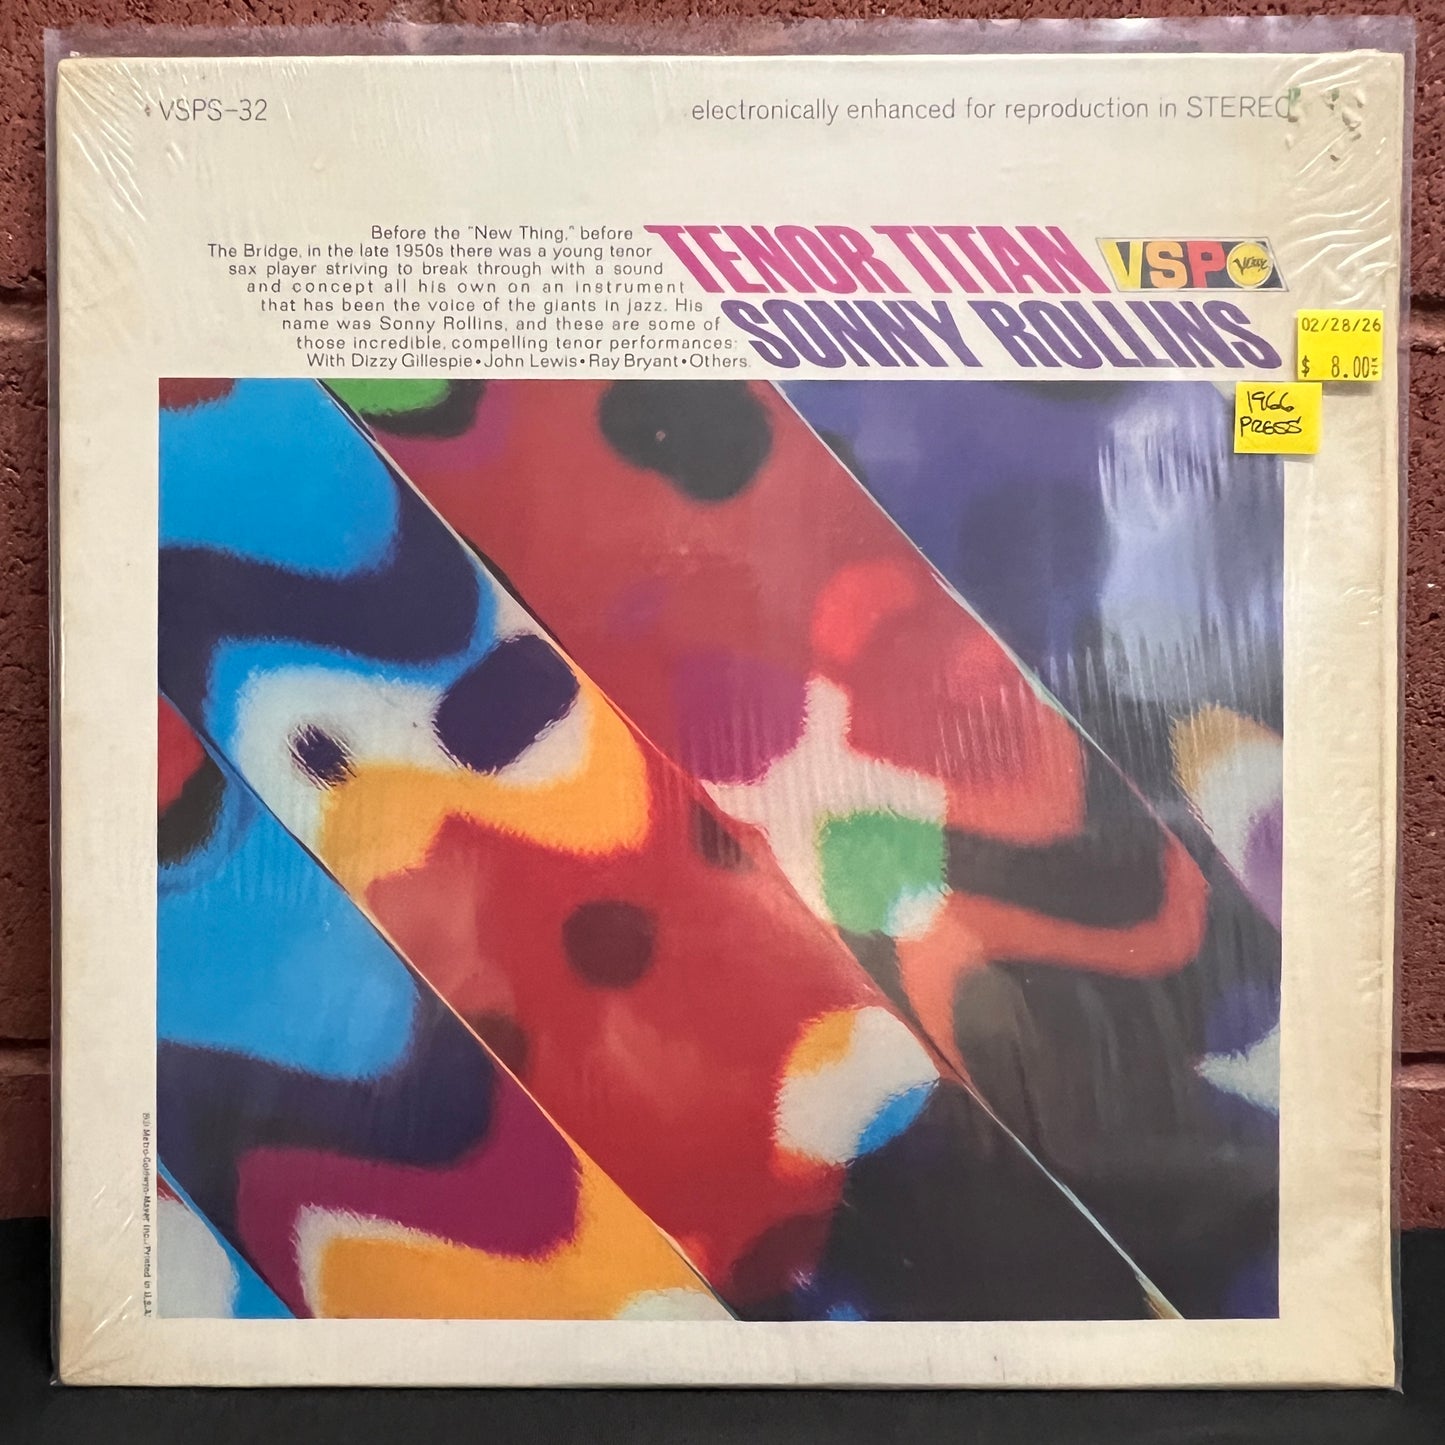 VSPS-32
electronically enhanced for reproduction in STEREO
Before the "New Thing," before
The Bridge, in the late 1950s there was a young tenor
sax player striving to break through with a sound
and concept all his own on an instrument
that has been the voice of the giants in jazz. His
name was Sonny Rollins, and these are some of
those incredible, compelling tenor performances:
With Dizzy Gillespie • John Lewis • Ray Bryant • Others.
TENOR TITAN
SONNY ROLLINS
VSP
Verve
02/28/26
$ 8.00
1966
PRESS
Metro-Goldwyn-Mayer Inc., Printed in U.S.A.